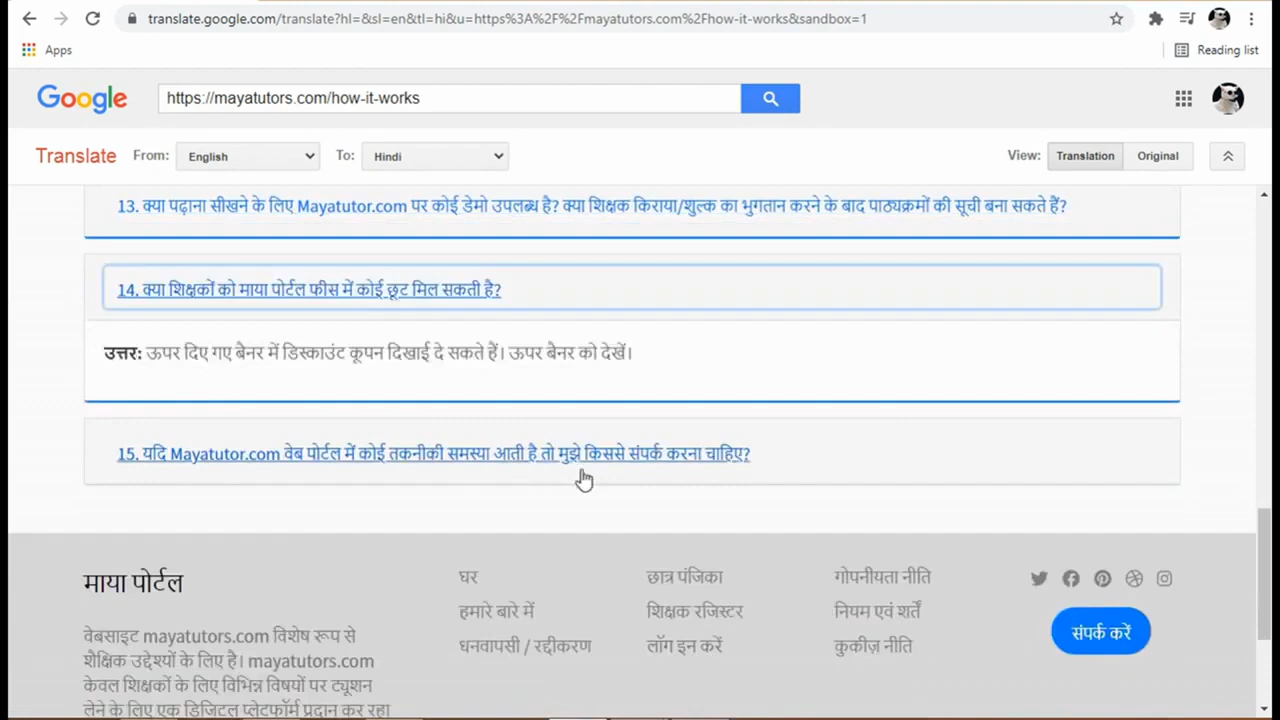 translate.google.com/translate?hl=&sl=en&tl=hi&u=https%3A%2F%2Fmayatutors.com%2Fhow-it-works&sandbox=1
Apps
Reading list
Google
https://mayatutors.com/how-it-works
Translate From: English To: Hindi View: Translation Original
13. क्या पढ़ाना सीखने के लिए Mayatutor.com पर कोई डेमो उपलब्ध है? क्या शिक्षक किराया/शुल्क का भुगतान करने के बाद पाठ्यक्रमों की सूची बना सकते हैं?
14. क्या शिक्षकों को माया पोर्टल फीस में कोई छूट मिल सकती है?
उत्तर: ऊपर दिए गए बैनर में डिस्काउंट कूपन दिखाई दे सकते हैं। ऊपर बैनर को देखें।
15. यदि Mayatutor.com वेब पोर्टल में कोई तकनीकी समस्या आती है तो मुझे किससे संपर्क करना चाहिए?
माया पोर्टल
वेबसाइट mayatutors.com विशेष रूप से
शैक्षिक उद्देश्यों के लिए है। mayatutors.com
केवल शिक्षकों के लिए विभिन्न विषयों पर ट्यूशन
लेने के लिए एक डिजिटल प्लेटफॉर्म प्रदान कर रहा
घर
हमारे बारे में
धनवापसी / रद्दीकरण
छात्र पंजिका
शिक्षक रजिस्टर
लॉग इन करें
गोपनीयता नीति
नियम एवं शर्तें
कुकीज़ नीति
संपर्क करें